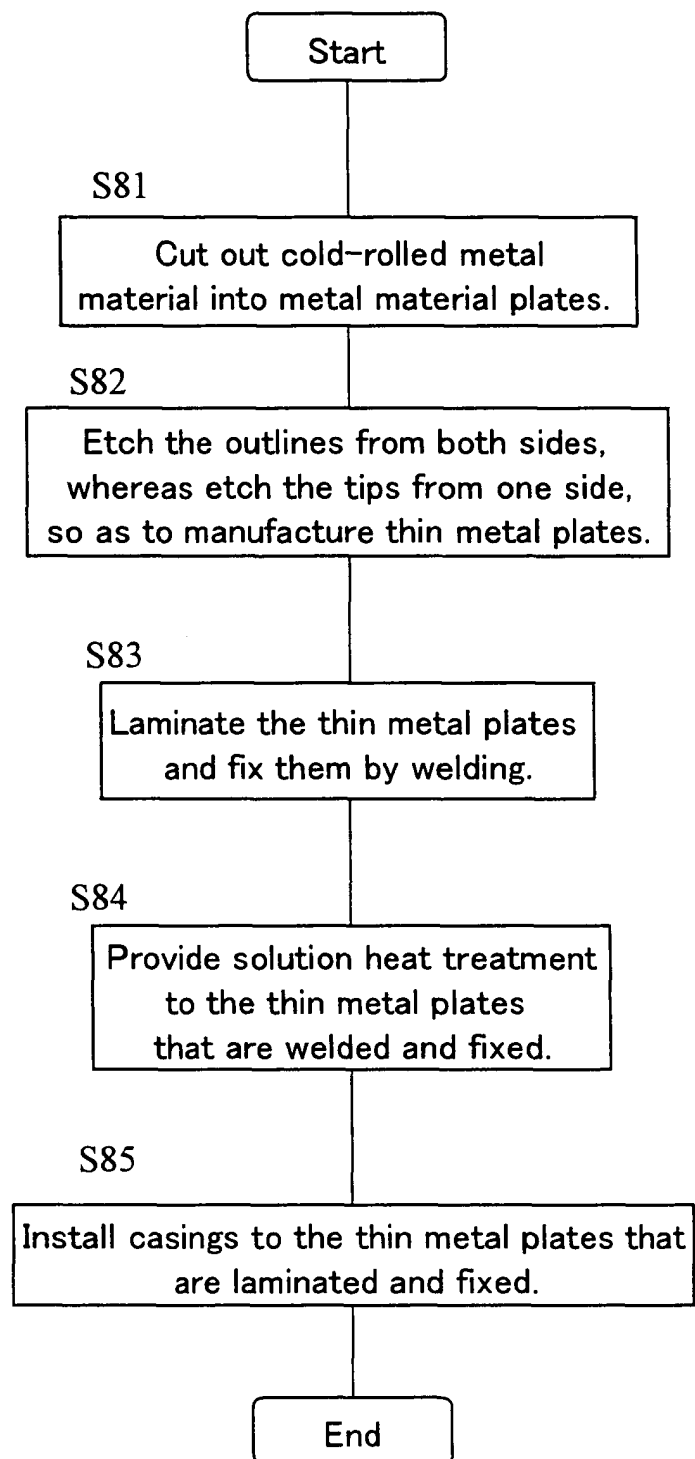 Start
S81
Cut out cold-rolled metal
material into metal material plates.
S82
Etch the outlines from both sides,
whereas etch the tips from one side,
so as to manufacture thin metal plates.
S83
Laminate the thin metal plates
and fix them by welding.
S84
Provide solution heat treatment
to the thin metal plates
that are welded and fixed.
S85
Install casings to the thin metal plates that
are laminated and fixed.
End